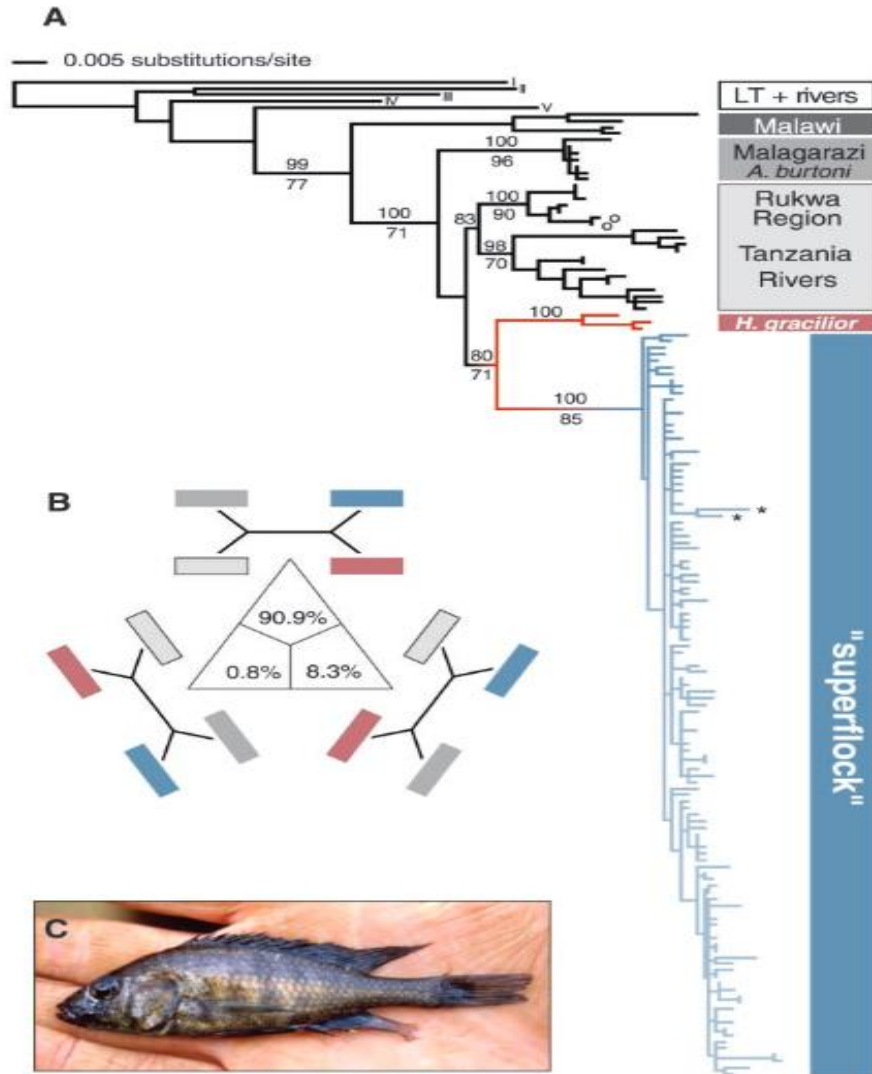 A
0.005 substitutions/site
I
II
III
IV
V
LT + rivers
Malawi
100
96
Malagarazi
A. burtoni
99
77
100
71
83
100
90
98
70
Rukwa
Region
Tanzania
Rivers
H. gracilior
100
80
71
100
85
B
*
*
90.9%
0.8%
8.3%
"superflock"
C